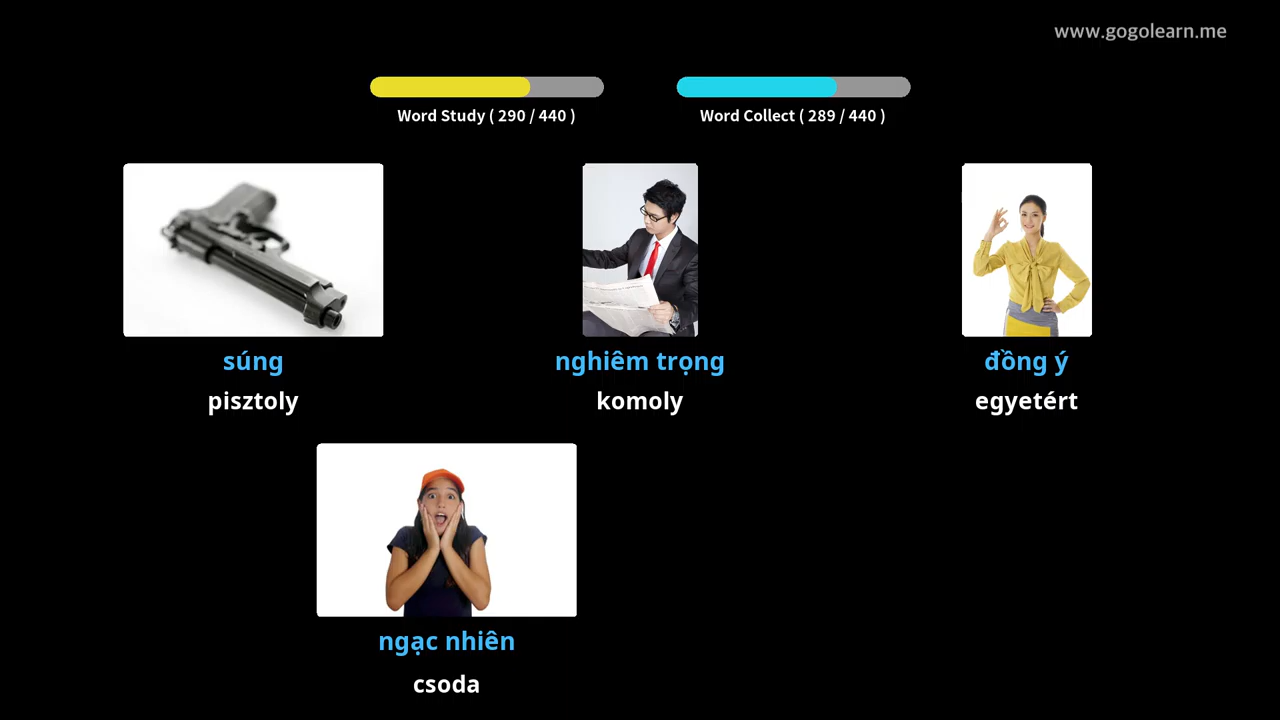 www.gogolearn.me
Word Study ( 290 / 440 )
Word Collect ( 289 / 440 )
súng
nghiêm trọng
đồng ý
pisztoly
komoly
egyetért
ngạc nhiên
csoda